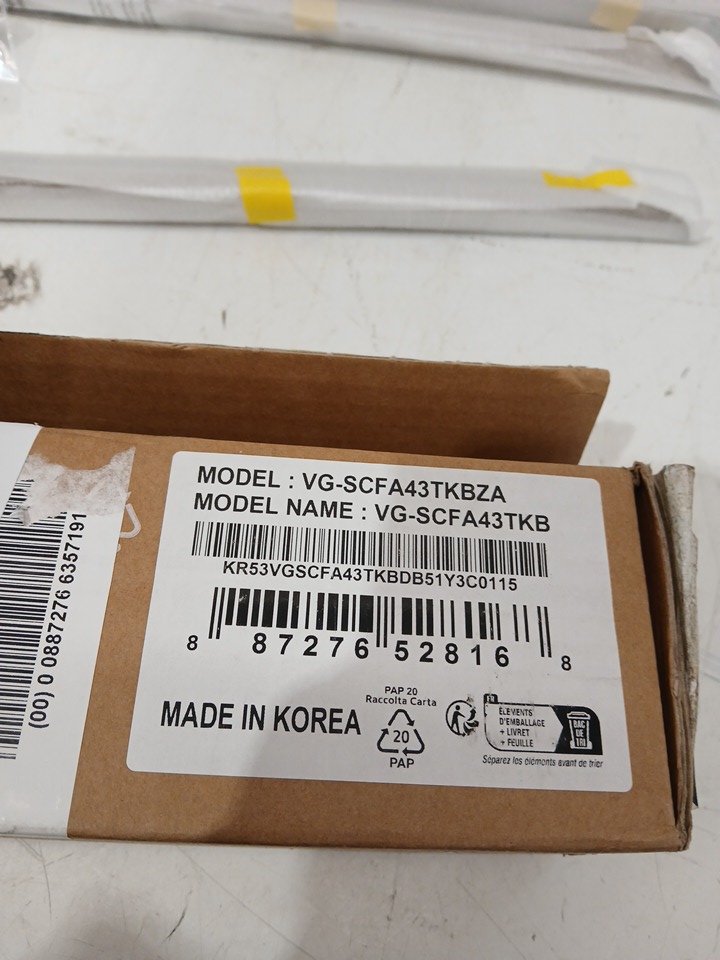 MODEL : VG-SCFA43TKBZA
MODEL NAME : VG-SCFA43TKB
KR53VGSCFA43TKBDB51Y3C0115
8 87276 52816 8
MADE IN KOREA
PAP 20
Raccolta Carta
20
PAP
FR
ÉLÉMENTS
D'EMBALLAGE
+ LIVRET
+ FEUILLE
BAC
DE
TRI
Séparez les éléments avant de trier
(00) 0 0887276 6357191